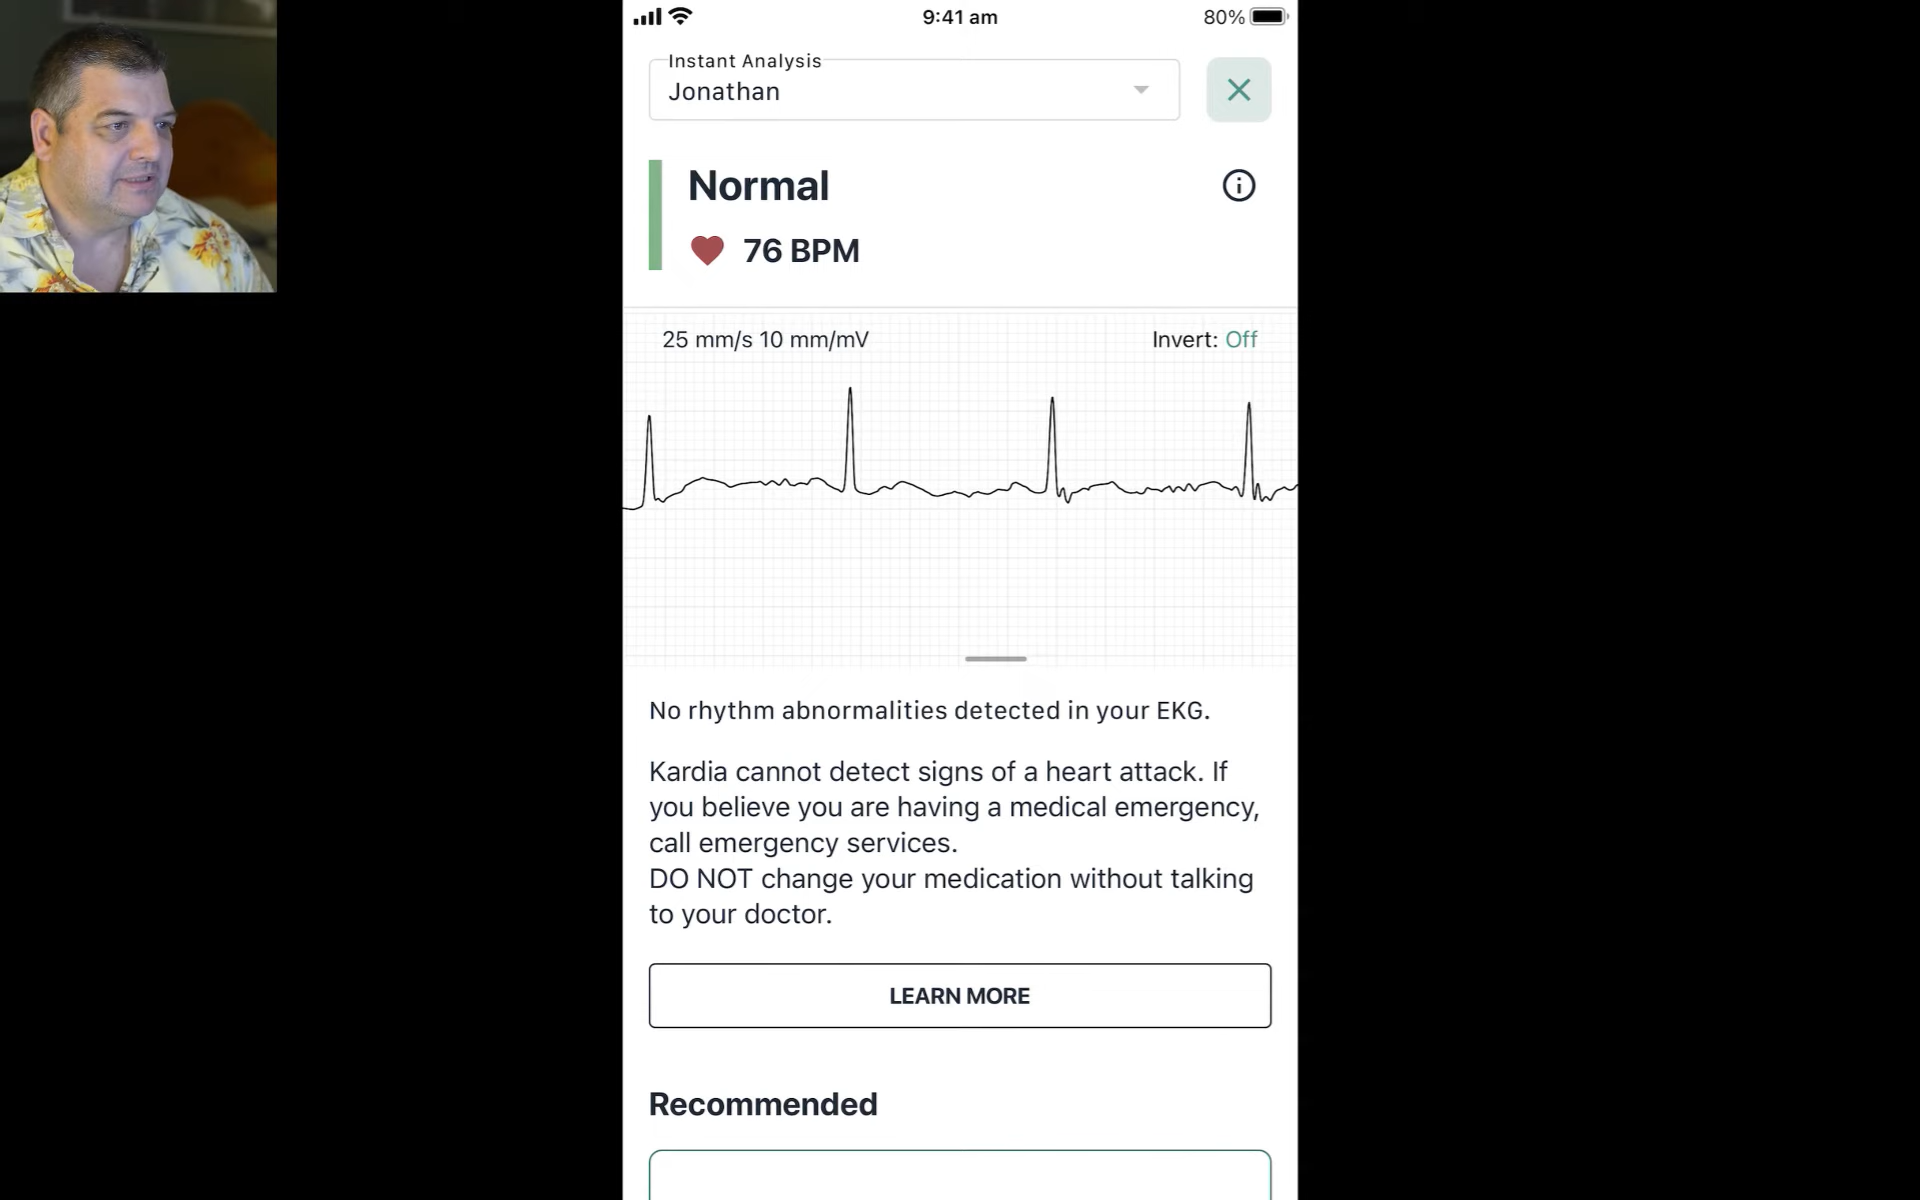 9:41 am
80%
Instant Analysis
Jonathan
Normal
76 BPM
25 mm/s 10 mm/mV
Invert: Off
No rhythm abnormalities detected in your EKG.
Kardia cannot detect signs of a heart attack. If
you believe you are having a medical emergency,
call emergency services.
DO NOT change your medication without talking
to your doctor.
LEARN MORE
Recommended